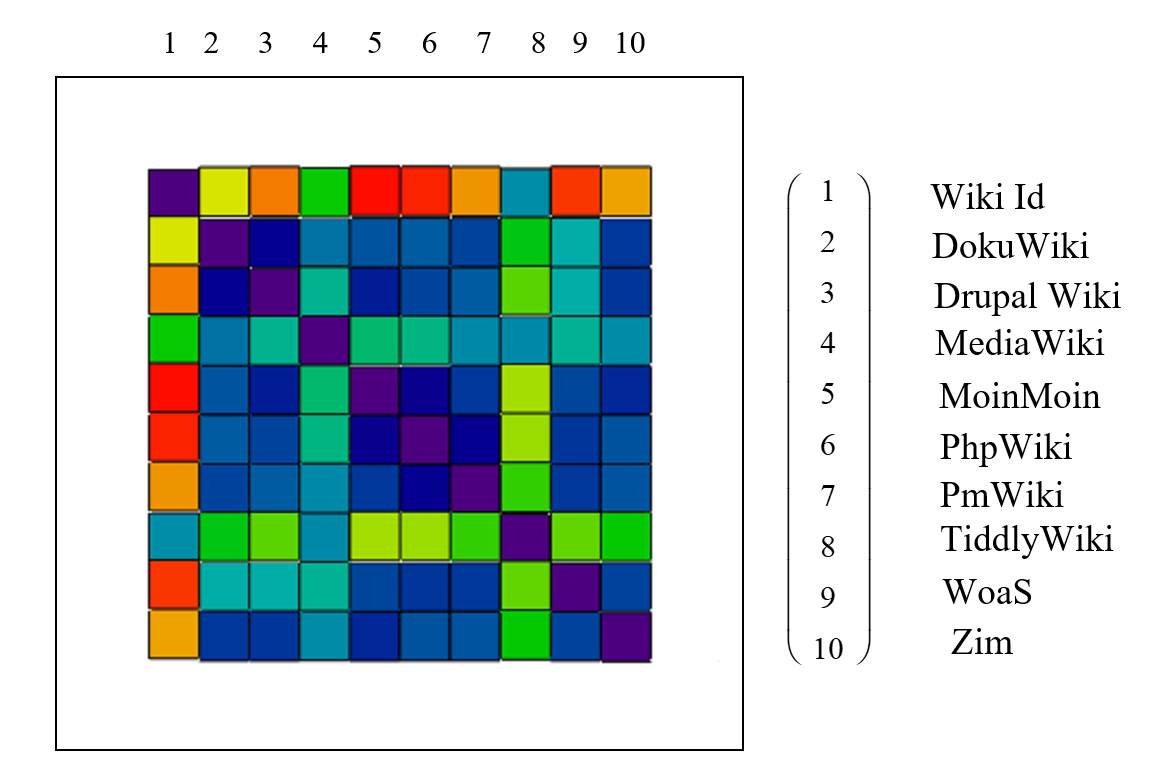 1 2 3 4 5 6 7 8 9 10
1 Wiki Id
2 DokuWiki
3 Drupal Wiki
4 MediaWiki
5 MoinMoin
6 PhpWiki
7 PmWiki
8 TiddlyWiki
9 WoaS
10 Zim